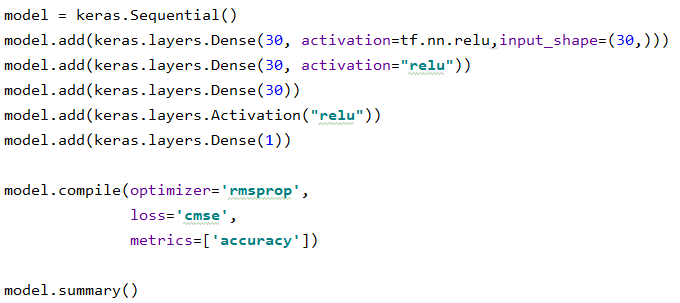 model = keras.Sequential()
model.add(keras.layers.Dense(30, activation=tf.nn.relu,input_shape=(30,)))
model.add(keras.layers.Dense(30, activation="relu"))
model.add(keras.layers.Dense(30))
model.add(keras.layers.Activation("relu"))
model.add(keras.layers.Dense(1))
model.compile(optimizer='rmsprop',
loss='cmse',
metrics=['accuracy'])
model.summary()